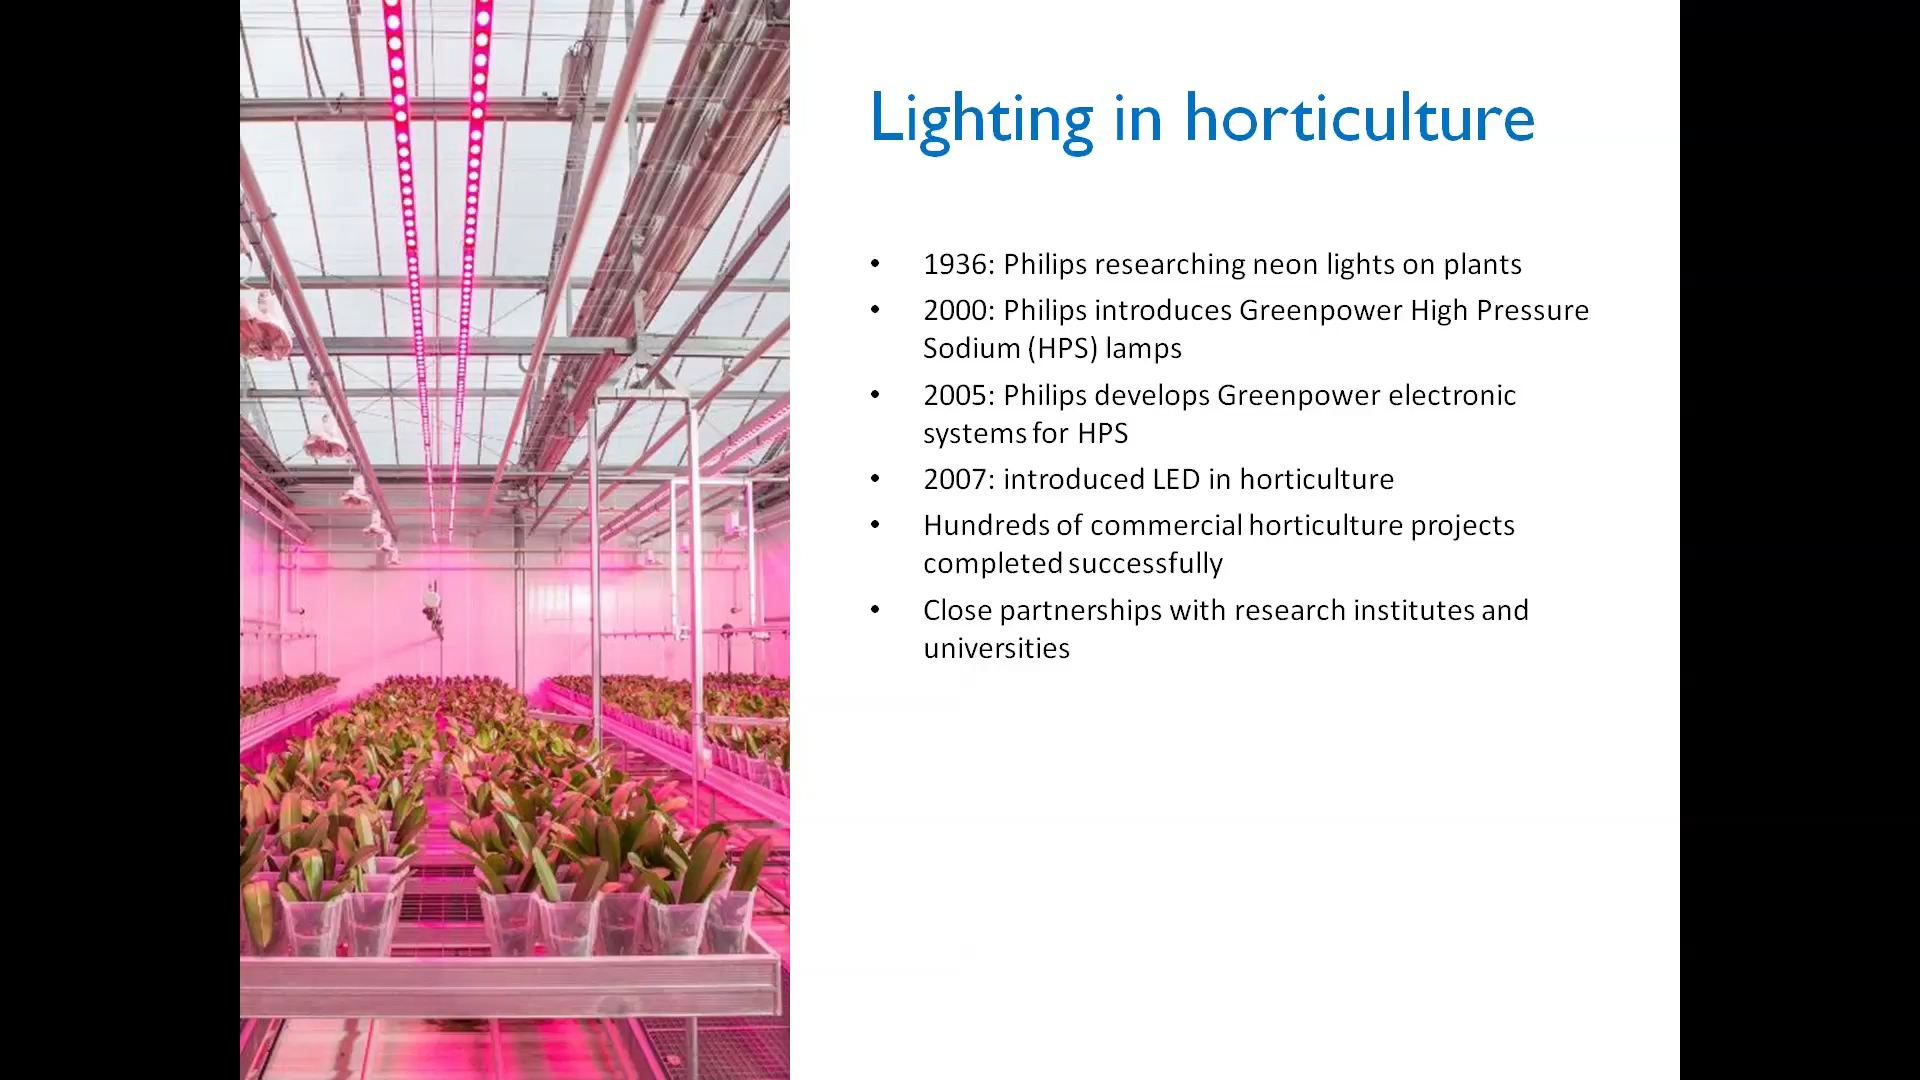 Lighting in horticulture
• 1936: Philips researching neon lights on plants
• 2000: Philips introduces Greenpower High Pressure
Sodium (HPS) lamps
• 2005: Philips develops Greenpower electronic
systems for HPS
• 2007: introduced LED in horticulture
• Hundreds of commercial horticulture projects
completed successfully
• Close partnerships with research institutes and
universities